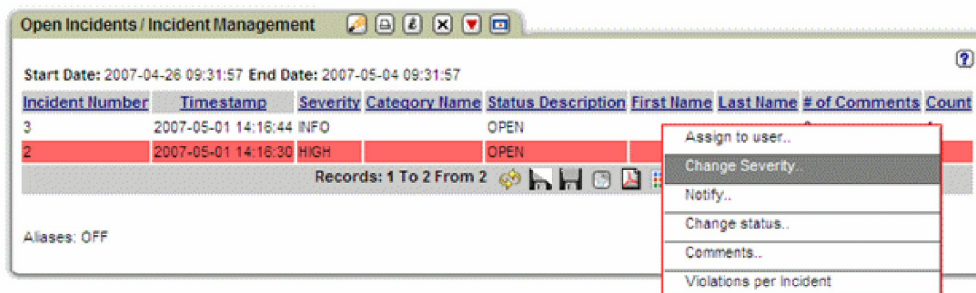 Open Incidents / Incident Management
Start Date: 2007-04-26 09:31:57 End Date: 2007-05-04 09:31:57
Incident Number Timestamp Severity Category Name Status Description First Name Last Name # of Comments Count
3 2007-05-01 14:16:44 INFO OPEN
2 2007-05-01 14:16:30 HIGH OPEN
Records: 1 To 2 From 2
Aliases: OFF
Assign to user..
Change Severity..
Notify..
Change status..
Comments..
Violations per Incident